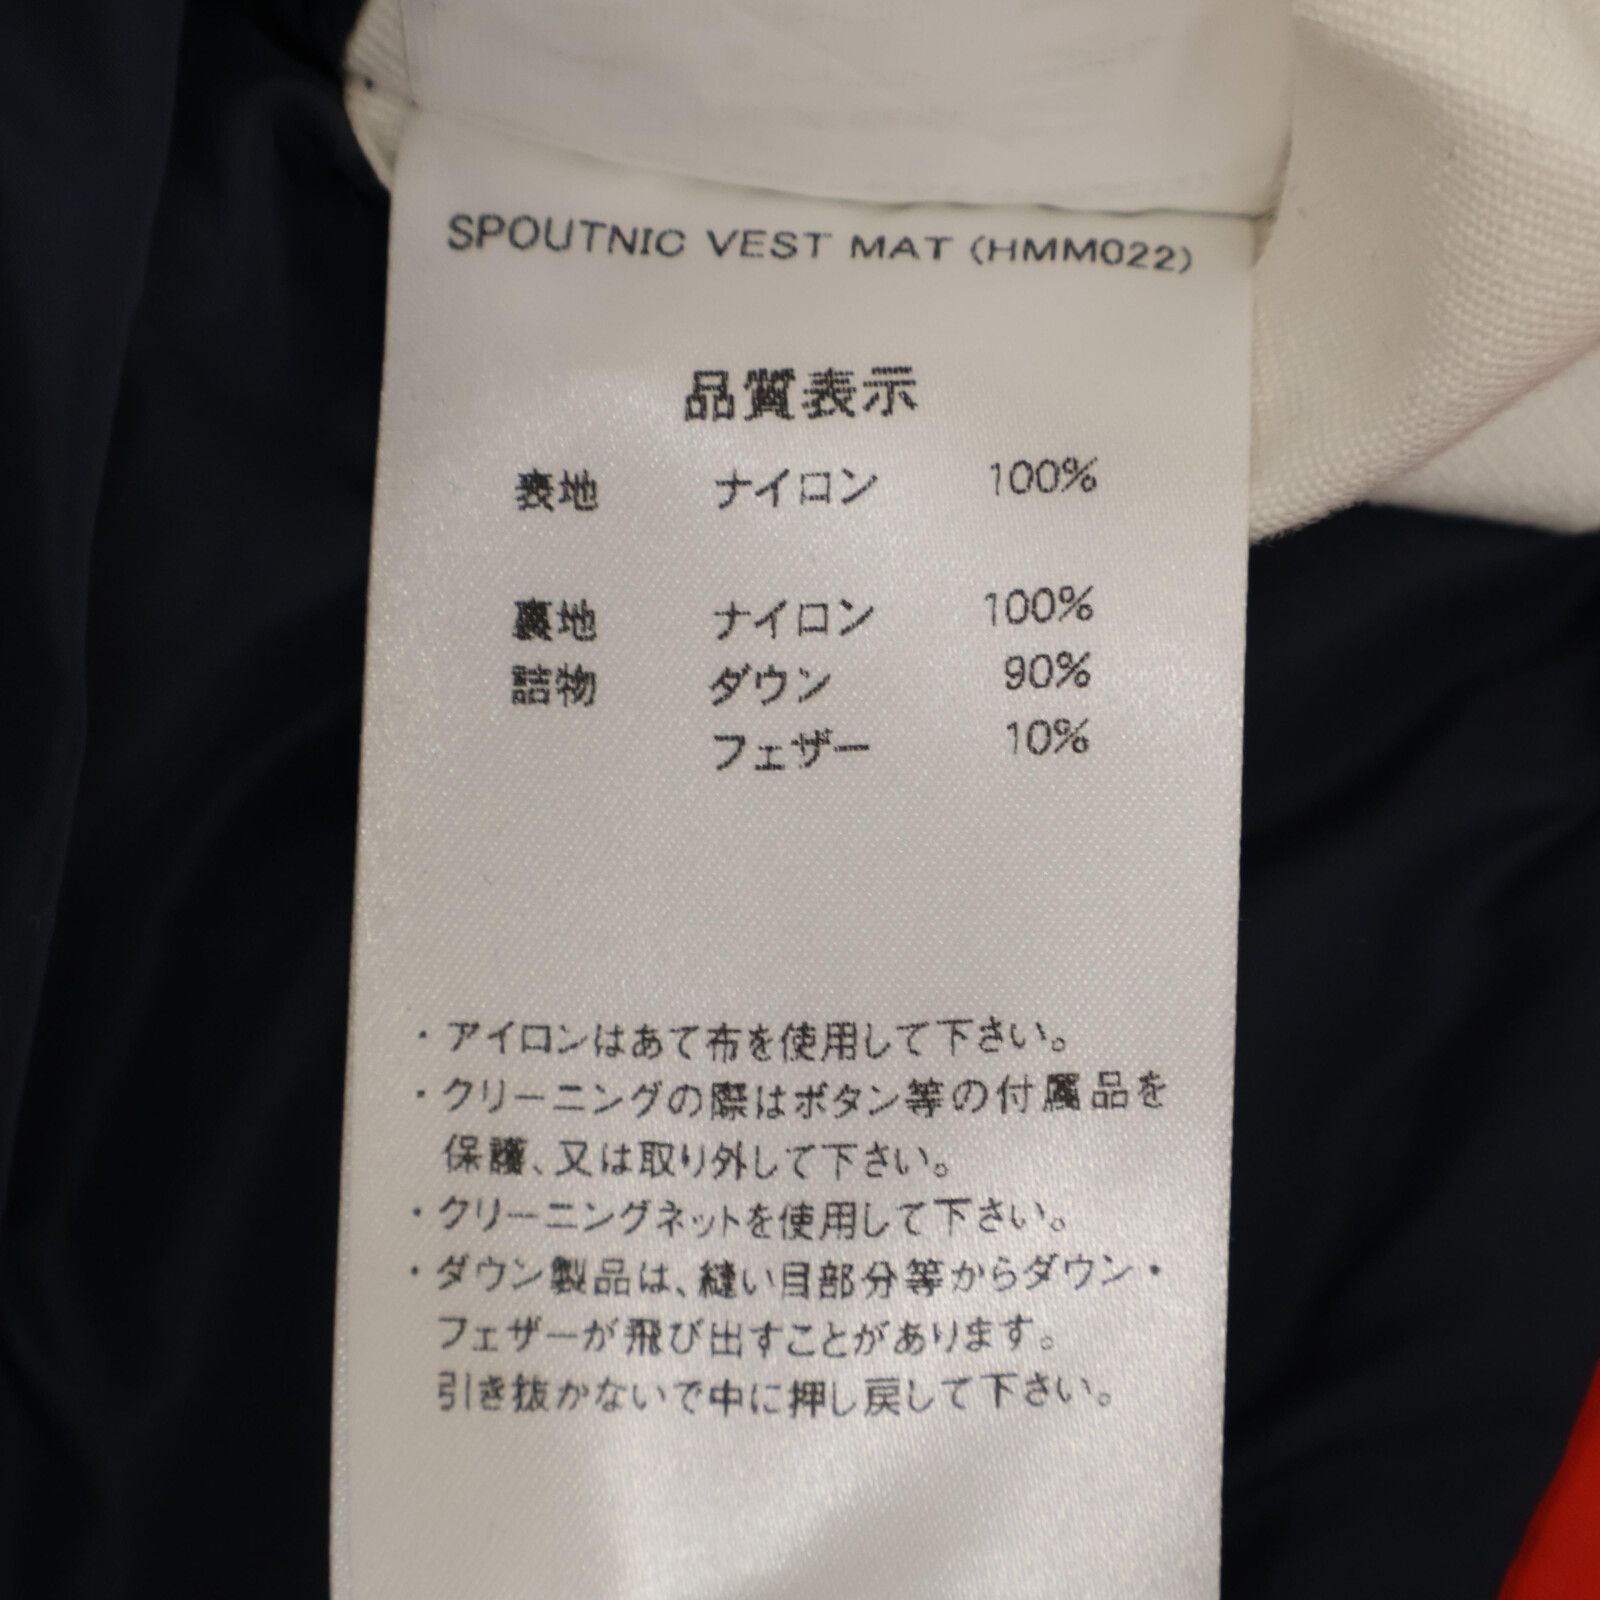 SPOUTNIC VEST MAT (HMM022)
品質表示
表地 ナイロン 100%
裏地 ナイロン 100%
詰物 ダウン 90%
フェザー 10%
・アイロンはあて布を使用して下さい。
・クリーニングの際はボタン等の付属品を
保護、又は取り外して下さい。
・クリーニングネットを使用して下さい。
・ダウン製品は、縫い目部分等からダウン・
フェザーが飛び出すことがあります。
引き抜かないで中に押し戻して下さい。